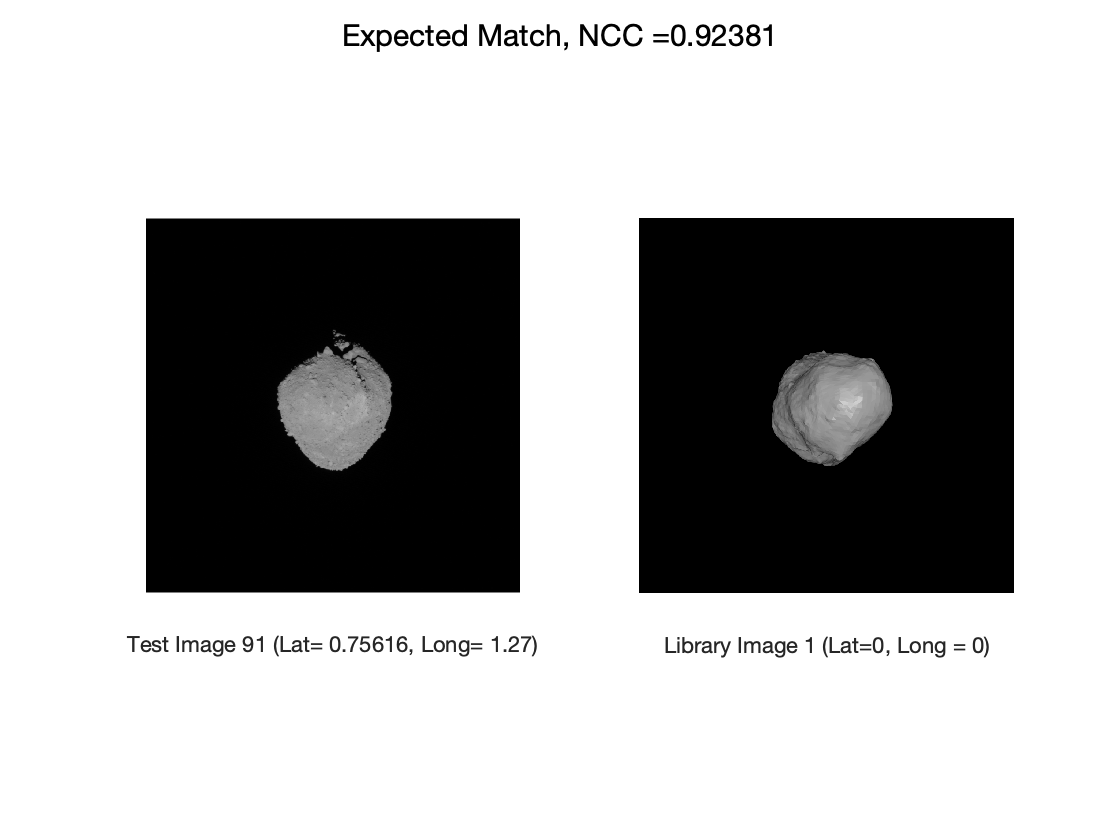 Expected Match, NCC =0.92381
Test Image 91 (Lat= 0.75616, Long= 1.27)
Library Image 1 (Lat=0, Long = 0)